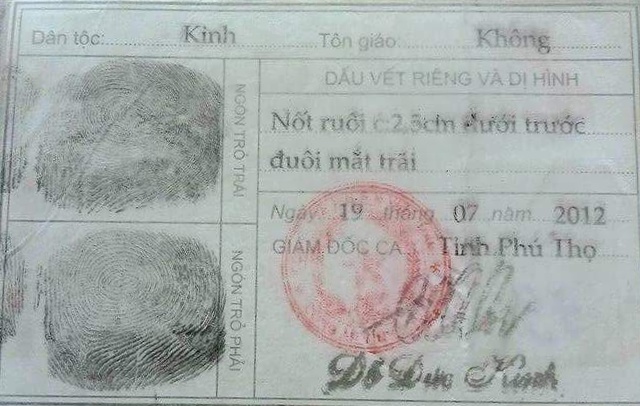 Dân tộc: Kinh Tôn giáo: Không
NGÓN TRỎ TRÁI
DẤU VẾT RIÊNG VÀ DỊ HÌNH
Nốt ruồi c:2,5cm dưới trước
đuôi mắt trái
Ngày 19 tháng 07 năm 2012
NGÓN TRỎ PHẢI
GIÁM ĐỐC CA Tỉnh Phú Thọ
Đỗ Đức